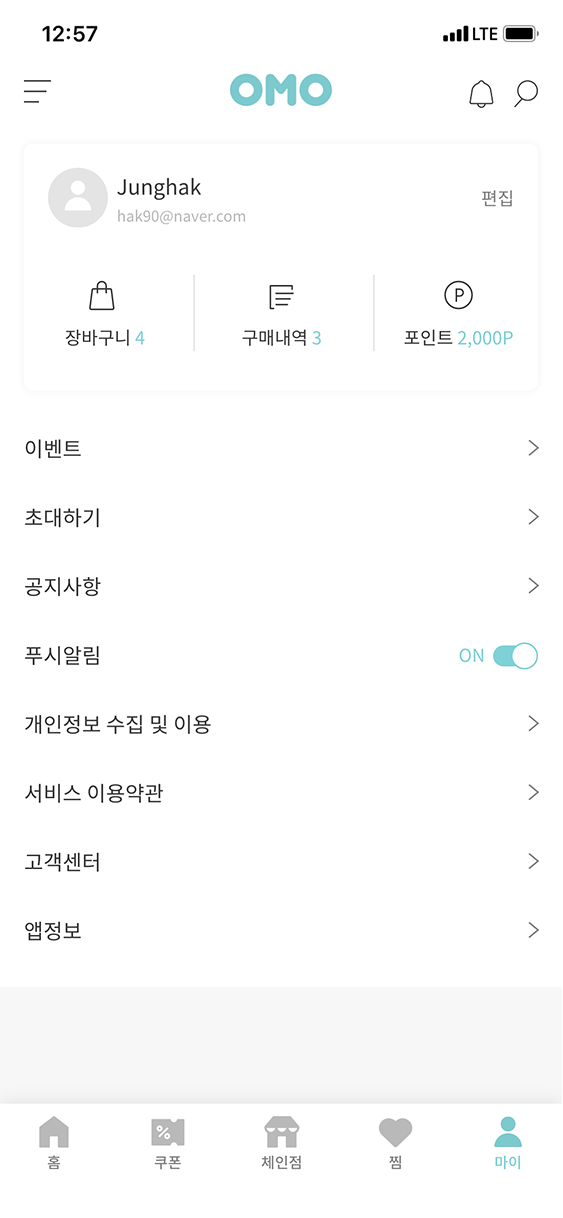 12:57 LTE
OMO
Junghak
hak90@naver.com
편집
장바구니 4
구매내역 3
P
포인트 2,000P
이벤트
초대하기
공지사항
푸시알림 ON
개인정보 수집 및 이용
서비스 이용약관
고객센터
앱정보
%
홈
쿠폰
체인점
찜
마이